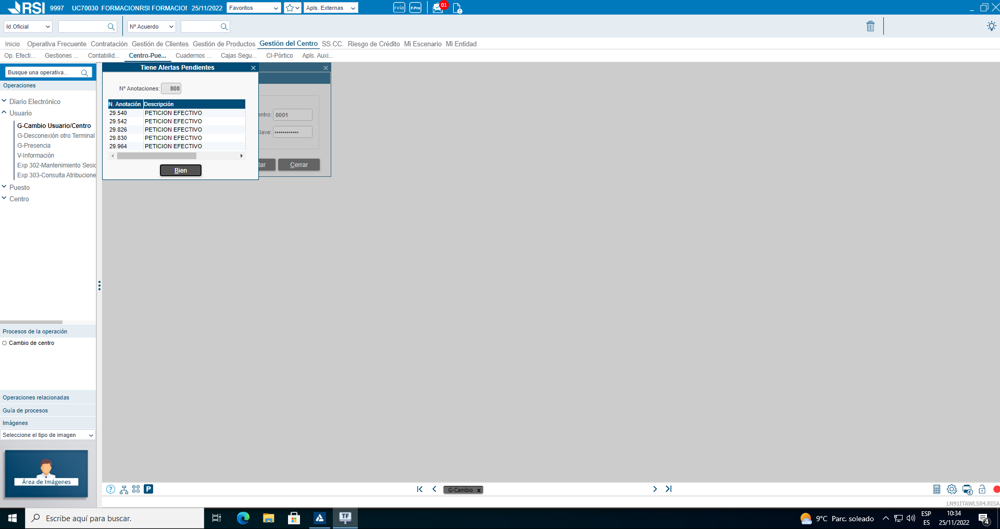 RSI 9997 UC70030 FORMACIONRSI FORMACIOI 25/11/2022 Favoritos Apls. Externas rvía F.Pro 01
Id.Oficial Nº Acuerdo
Inicio Operativa Frecuente Contratación Gestión de Clientes Gestión de Productos Gestión del Centro SS.CC. Riesgo de Crédito Mi Escenario Mi Entidad
Op. Efecti... Gestiones ... Contabilid... Centro-Pue... Cuadernos ... Cajas Segu... CI-Pórtico Apls. Auxi...
Busque una operativa...
Operaciones
Diario Electrónico
Usuario
G-Cambio Usuario/Centro
G-Desconexión otro Terminal
G-Presencia
V-Información
Exp 302-Mantenimiento Sesic
Exp 303-Consulta Atribucione
Puesto
Centro
Tiene Alertas Pendientes
Nº Anotaciones: 808
N. Anotación Descripción
29.540 PETICION EFECTIVO
29.542 PETICION EFECTIVO
29.826 PETICION EFECTIVO
29.830 PETICION EFECTIVO
29.964 PETICION EFECTIVO
Bien
entro: 0001
lave: ••••••••••••
tar Cerrar
Procesos de la operación
Cambio de centro
Operaciones relacionadas
Guía de procesos
Imágenes
Seleccione el tipo de imagen
Área de Imágenes
? P G-Cambio x
LN91ITAWLS04.RISA
Escribe aquí para buscar. TF 9°C Parc. soleado ESP ES 10:34 25/11/2022 4